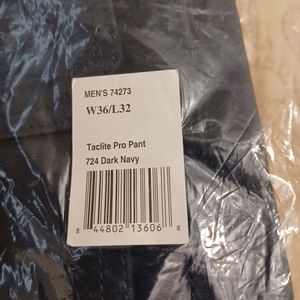 MEN'S 74273
W36/L32
Taclite Pro Pant
724 Dark Navy
8 44802 13606 8